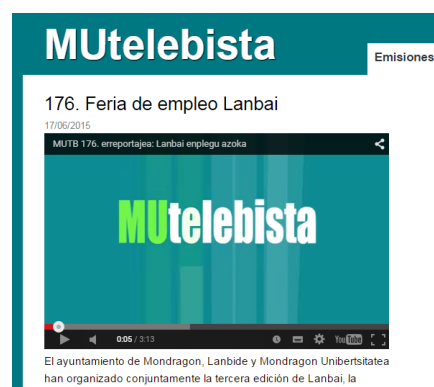 MUtelebista
Emisiones
176. Feria de empleo Lanbai
17/06/2015
MUTB 176. erreportajea: Lanbai enplegu azoka
MUtelebista
0:05 / 3:13
YouTube
El ayuntamiento de Mondragon, Lanbide y Mondragon Unibertsitatea
han organizado conjuntamente la tercera edición de Lanbai, la